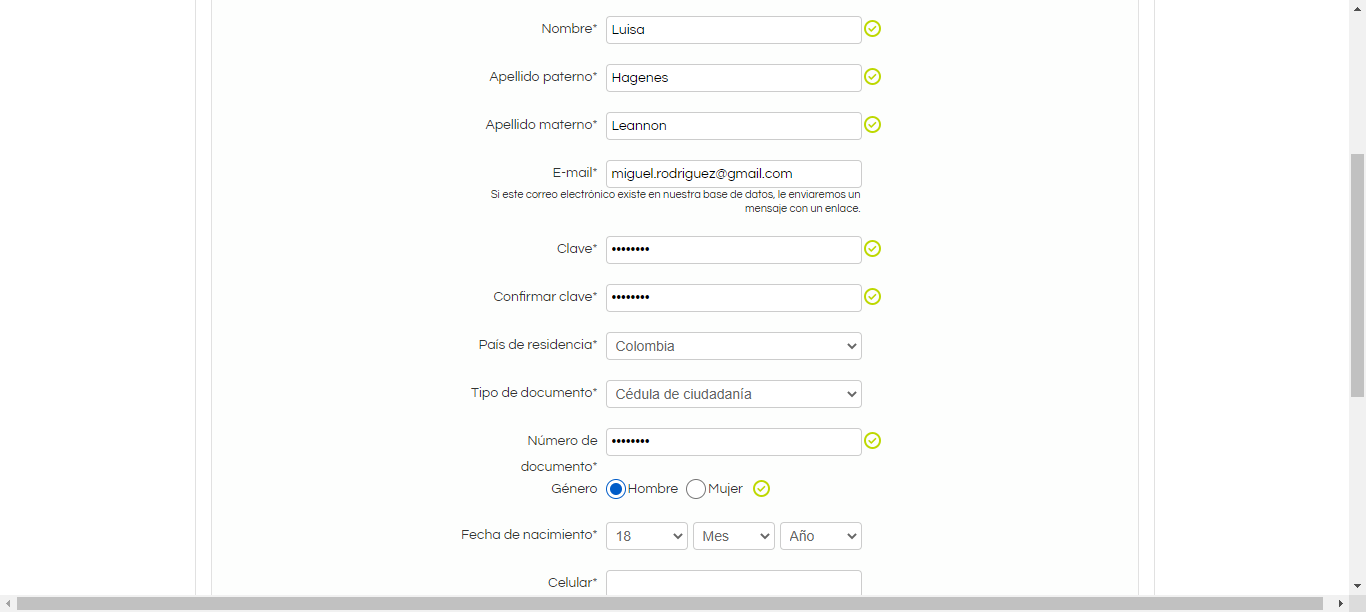 Nombre* Luisa
Apellido paterno* Hagenes
Apellido materno* Leannon
E-mail* miguel.rodriguez@gmail.com
Si este correo electrónico existe en nuestra base de datos, le enviaremos un
mensaje con un enlace.
Clave* ••••••••
Confirmar clave* ••••••••
País de residencia* Colombia
Tipo de documento* Cédula de ciudadanía
Número de ••••••••
documento*
Género Hombre Mujer
Fecha de nacimiento* 18 Mes Año
Celular*